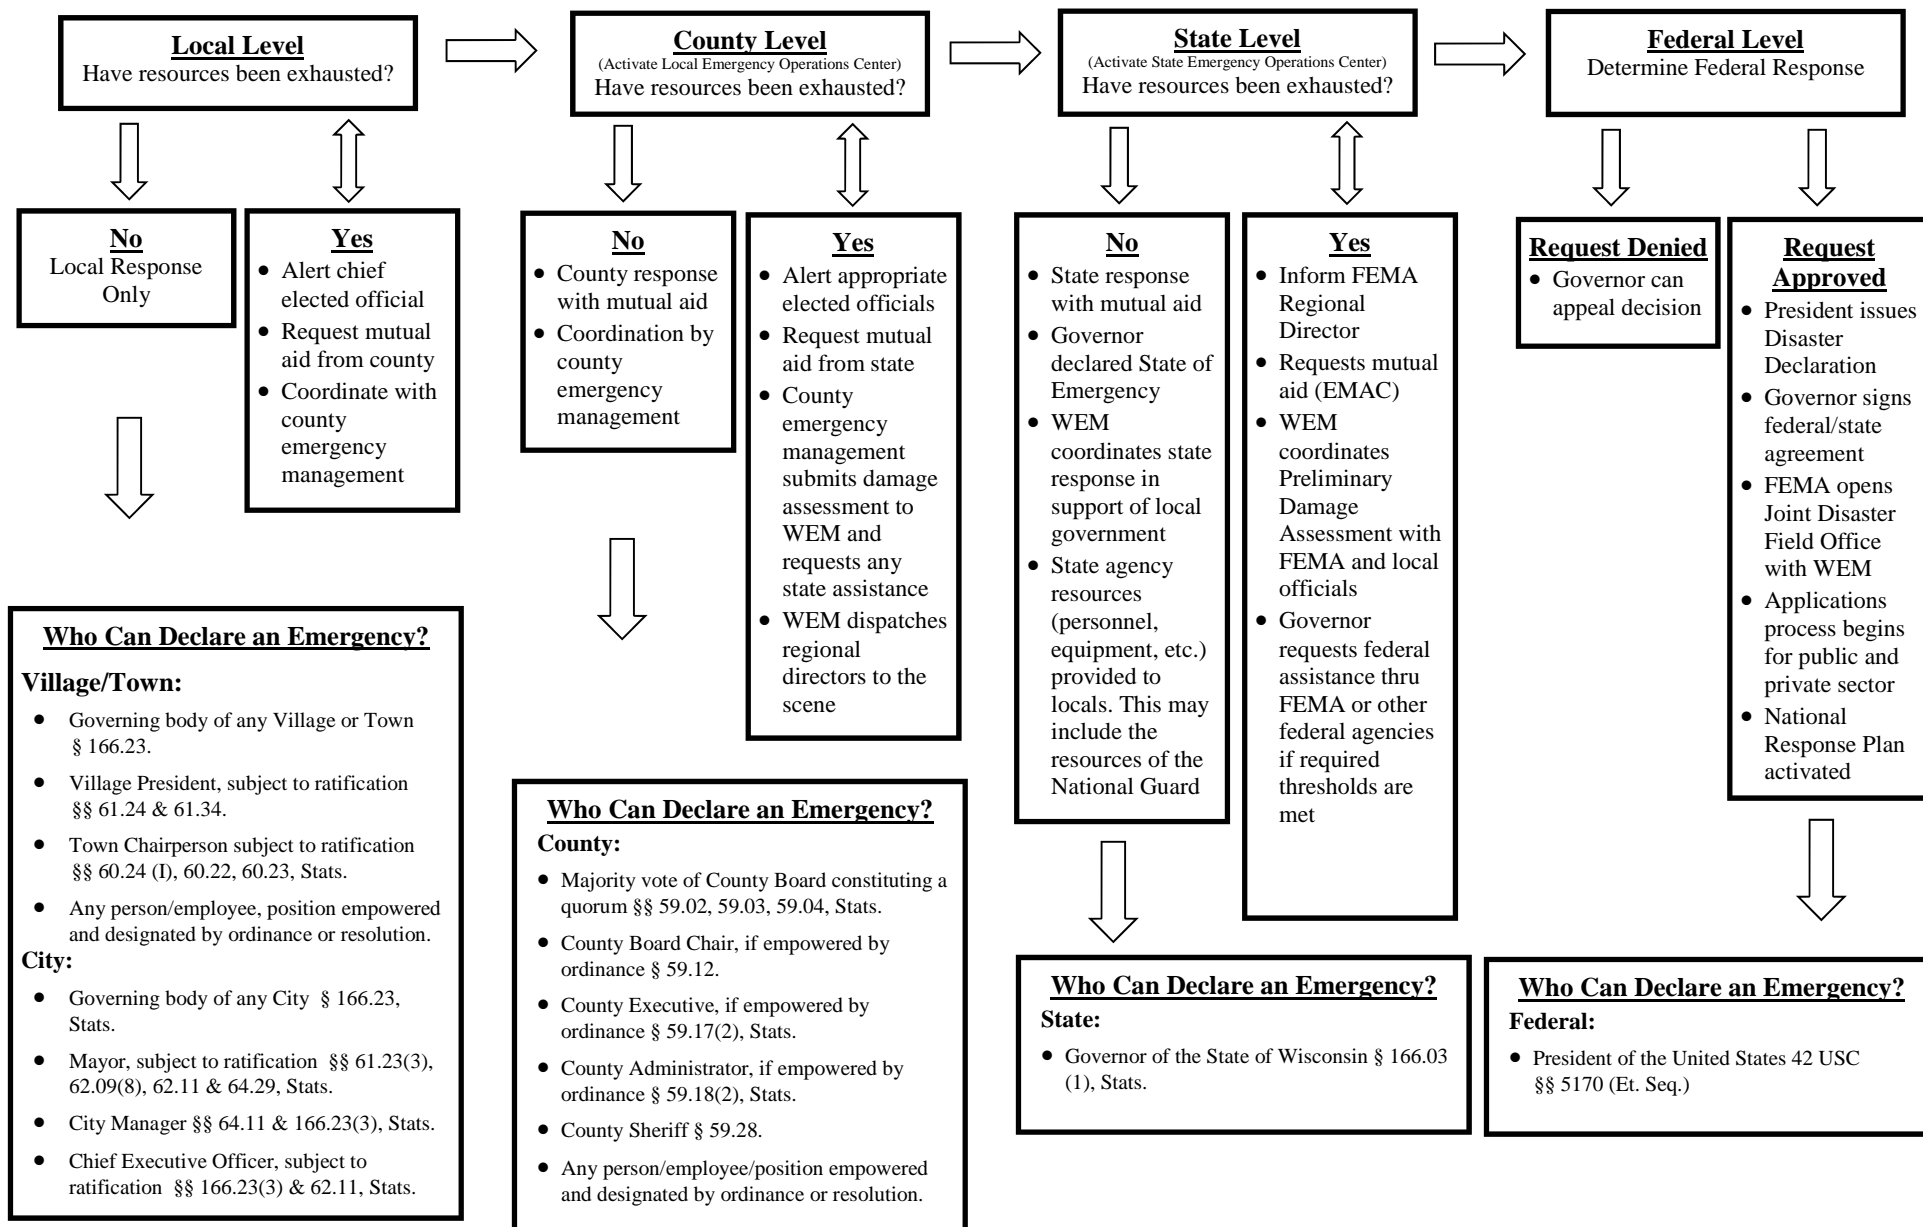 Local Level
Have resources been exhausted?
County Level
(Activate Local Emergency Operations Center)
Have resources been exhausted?
State Level
(Activate State Emergency Operations Center)
Have resources been exhausted?
Federal Level
Determine Federal Response
No
Local Response
Only
Yes
• Alert chief
elected official
• Request mutual
aid from county
• Coordinate with
county
emergency
management
No
• County response
with mutual aid
• Coordination by
county
emergency
management
Yes
• Alert appropriate
elected officials
• Request mutual
aid from state
• County
emergency
management
submits damage
assessment to
WEM and
requests any
state assistance
• WEM dispatches
regional
directors to the
scene
No
• State response
with mutual aid
• Governor
declared State of
Emergency
• WEM
coordinates state
response in
support of local
government
• State agency
resources
(personnel,
equipment, etc.)
provided to
locals. This may
include the
resources of the
National Guard
Yes
• Inform FEMA
Regional
Director
• Requests mutual
aid (EMAC)
• WEM
coordinates
Preliminary
Damage
Assessment with
FEMA and local
officials
• Governor
requests federal
assistance thru
FEMA or other
federal agencies
if required
thresholds are
met
Request Denied
• Governor can
appeal decision
Request
Approved
• President issues
Disaster
Declaration
• Governor signs
federal/state
agreement
• FEMA opens
Joint Disaster
Field Office
with WEM
• Applications
process begins
for public and
private sector
• National
Response Plan
activated
Who Can Declare an Emergency?
Village/Town:
• Governing body of any Village or Town
§ 166.23.
• Village President, subject to ratification
§§ 61.24 & 61.34.
• Town Chairperson subject to ratification
§§ 60.24 (I), 60.22, 60.23, Stats.
• Any person/employee, position empowered
and designated by ordinance or resolution.
City:
• Governing body of any City § 166.23,
Stats.
• Mayor, subject to ratification §§ 61.23(3),
62.09(8), 62.11 & 64.29, Stats.
• City Manager §§ 64.11 & 166.23(3), Stats.
• Chief Executive Officer, subject to
ratification §§ 166.23(3) & 62.11, Stats.
Who Can Declare an Emergency?
County:
• Majority vote of County Board constituting a
quorum §§ 59.02, 59.03, 59.04, Stats.
• County Board Chair, if empowered by
ordinance § 59.12.
• County Executive, if empowered by
ordinance § 59.17(2), Stats.
• County Administrator, if empowered by
ordinance § 59.18(2), Stats.
• County Sheriff § 59.28.
• Any person/employee/position empowered
and designated by ordinance or resolution.
Who Can Declare an Emergency?
State:
• Governor of the State of Wisconsin § 166.03
(1), Stats.
Who Can Declare an Emergency?
Federal:
• President of the United States 42 USC
§§ 5170 (Et. Seq.)